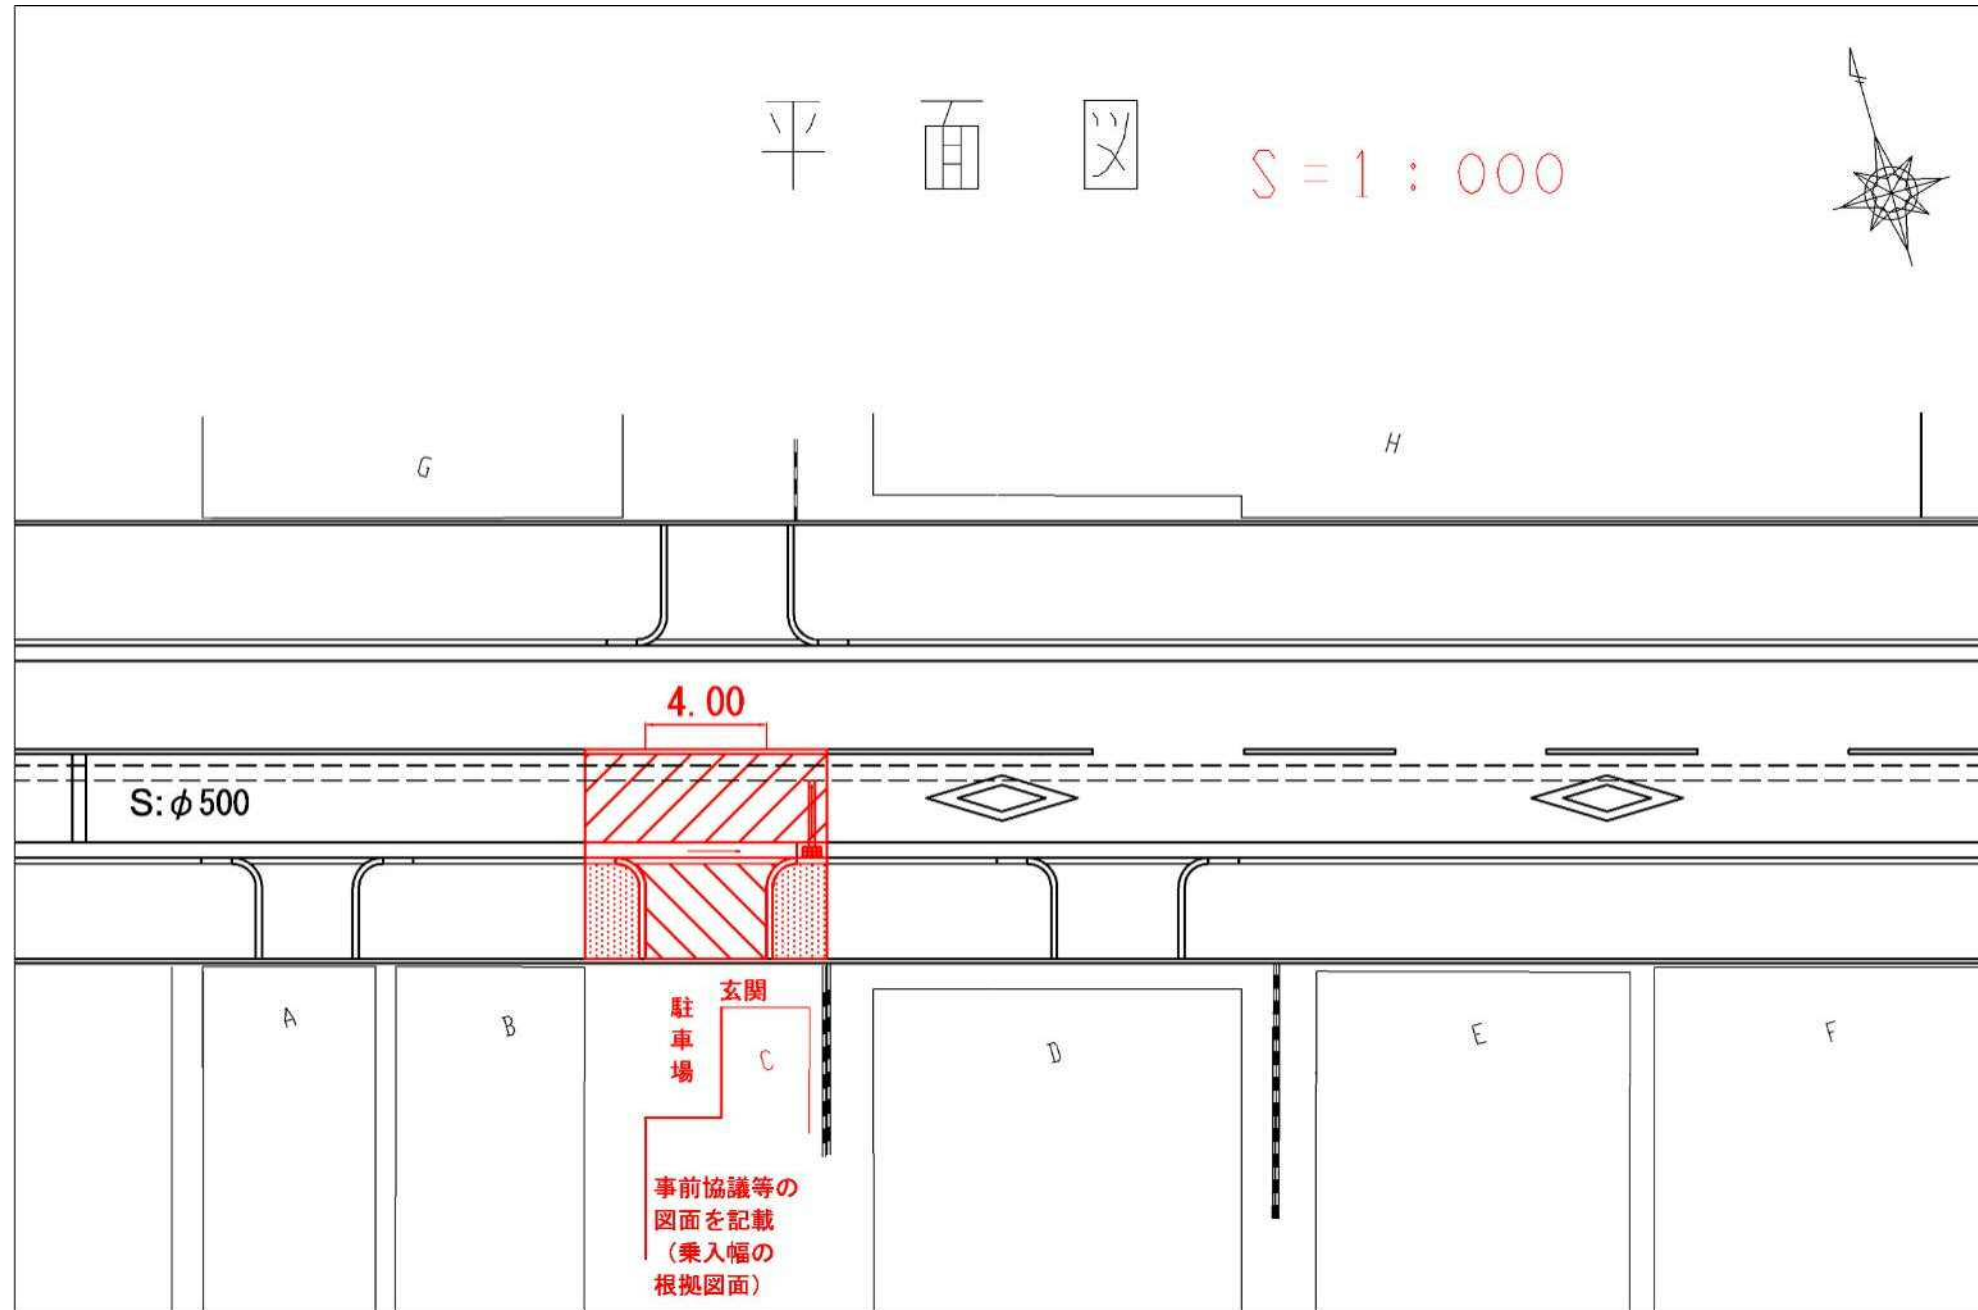 平面図 S=1:000
G
H
4.00
S:φ500
A
B
玄関
駐車場
C
D
E
F
事前協議等の
図面を記載
(乗入幅の
根拠図面)